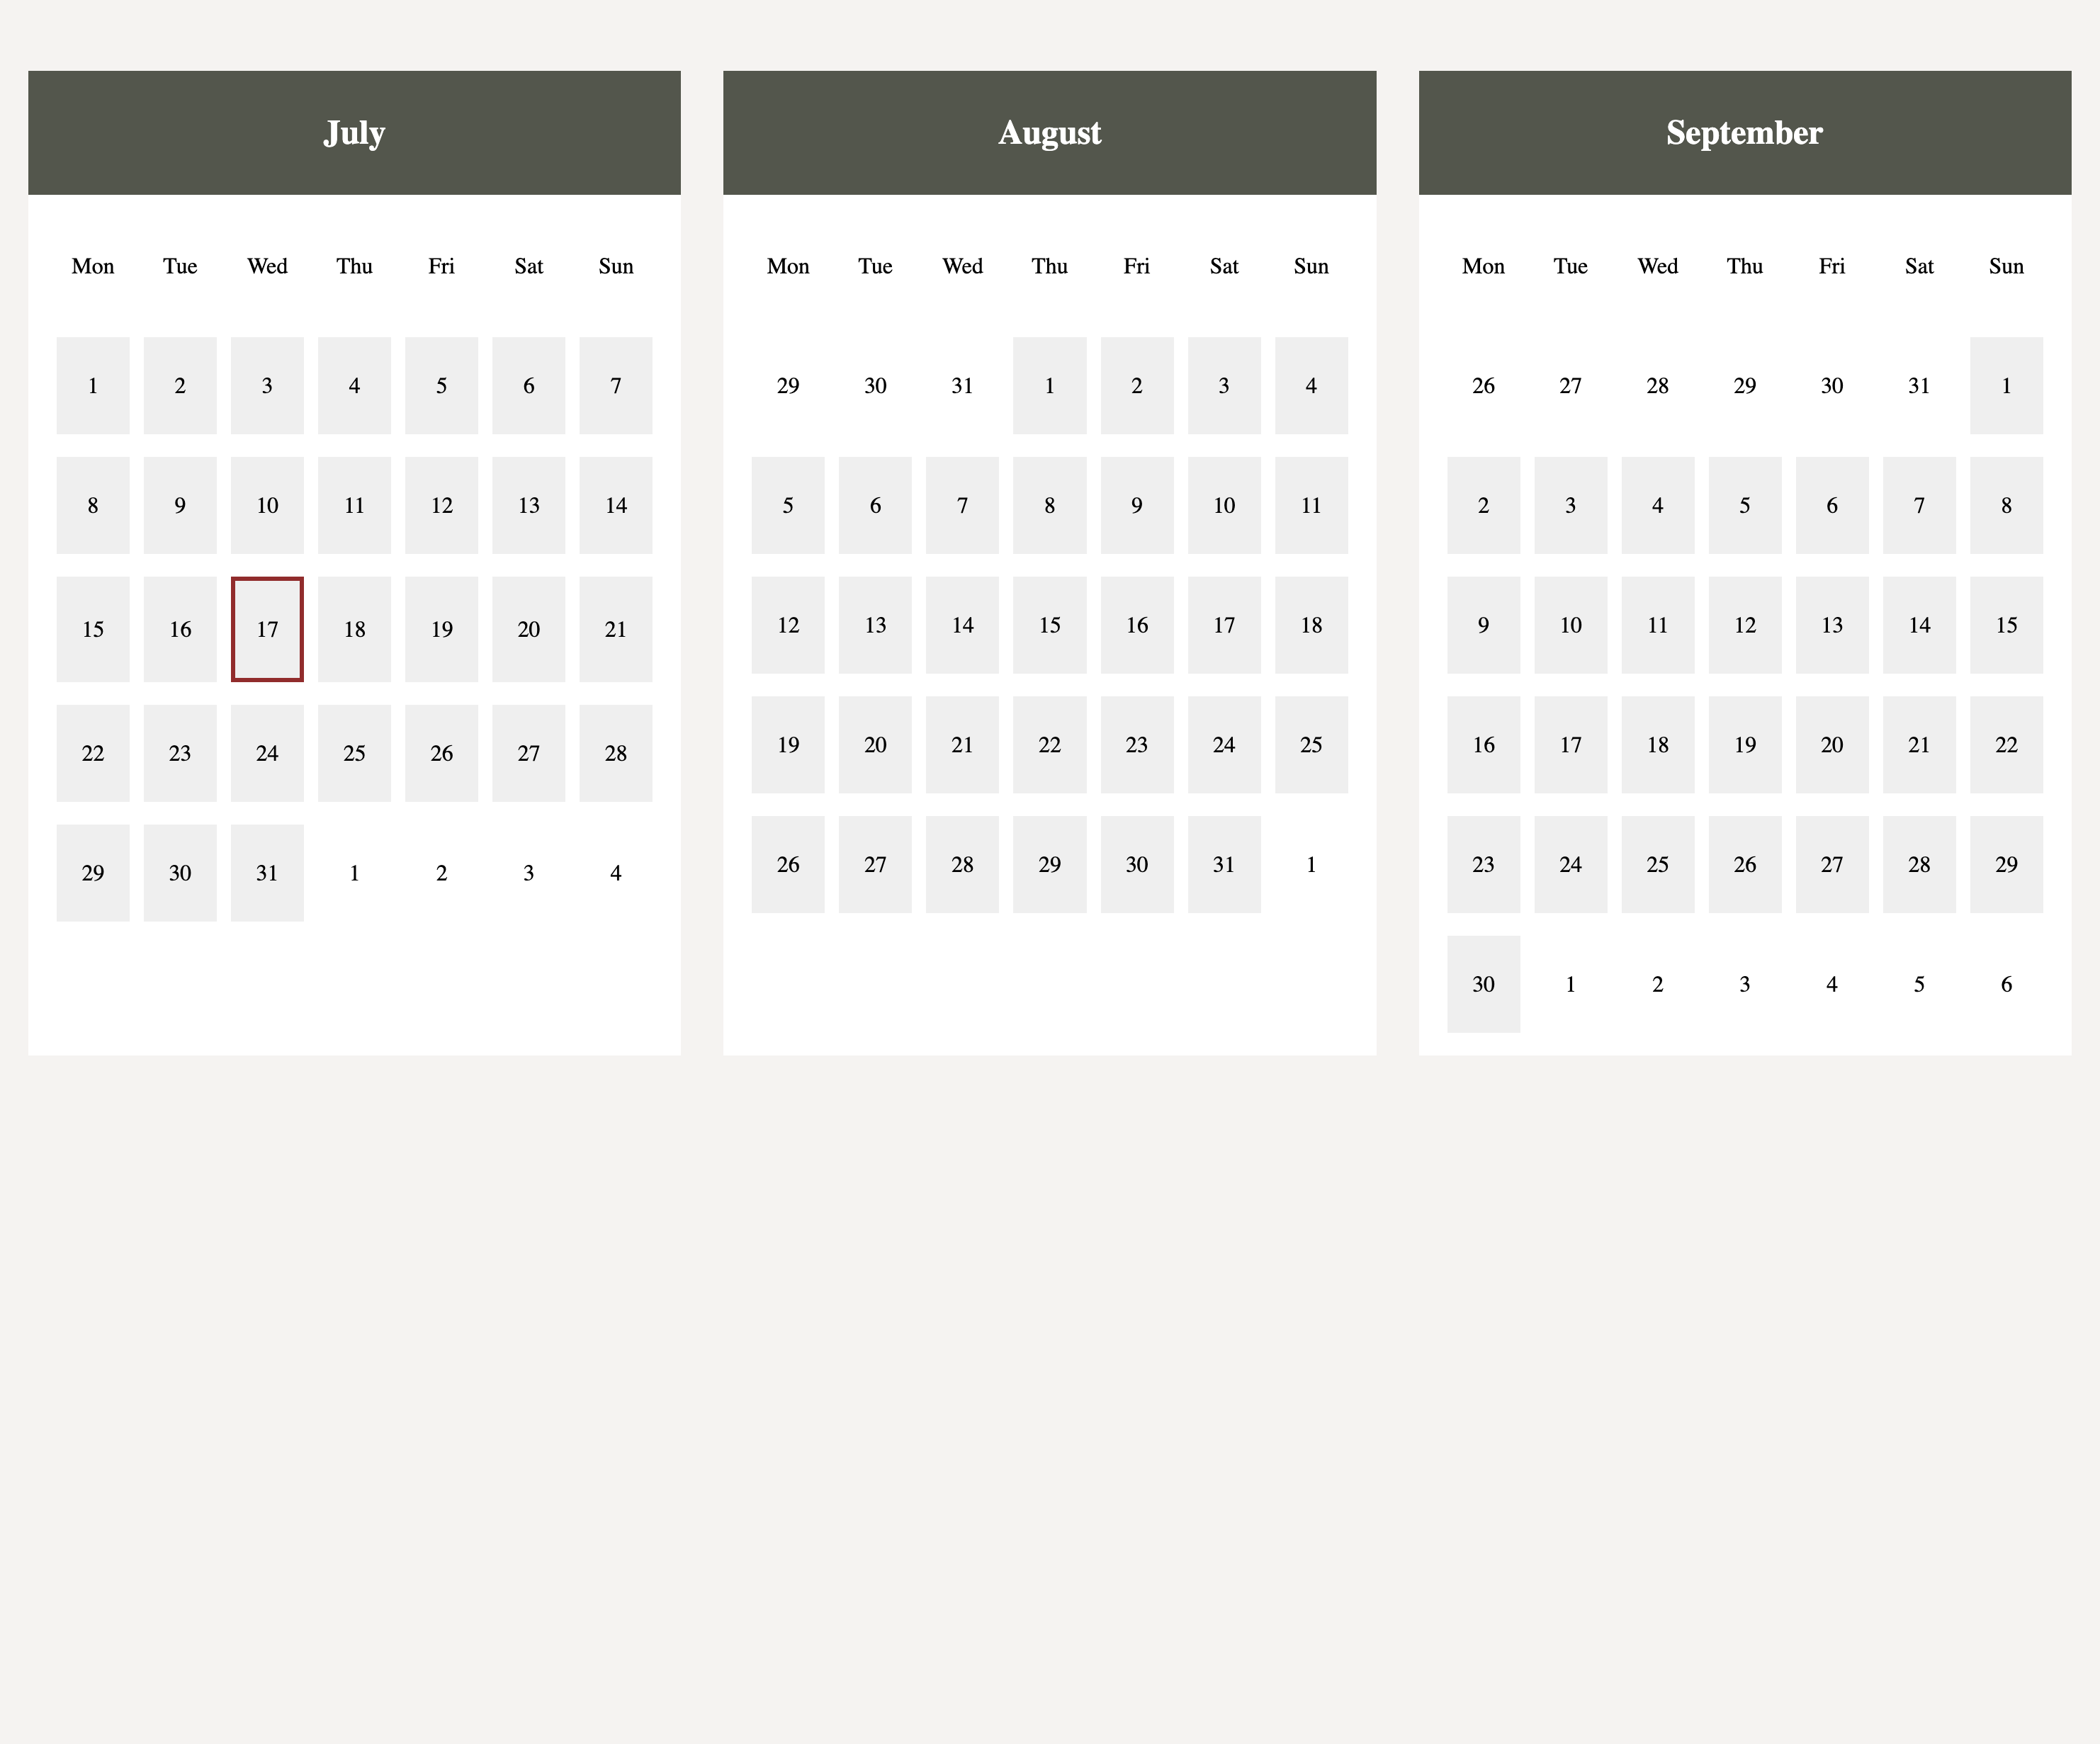 July
Mon Tue Wed Thu Fri Sat Sun
1 2 3 4 5 6 7
8 9 10 11 12 13 14
15 16 17 18 19 20 21
22 23 24 25 26 27 28
29 30 31 1 2 3 4
August
Mon Tue Wed Thu Fri Sat Sun
29 30 31 1 2 3 4
5 6 7 8 9 10 11
12 13 14 15 16 17 18
19 20 21 22 23 24 25
26 27 28 29 30 31 1
September
Mon Tue Wed Thu Fri Sat Sun
26 27 28 29 30 31 1
2 3 4 5 6 7 8
9 10 11 12 13 14 15
16 17 18 19 20 21 22
23 24 25 26 27 28 29
30 1 2 3 4 5 6